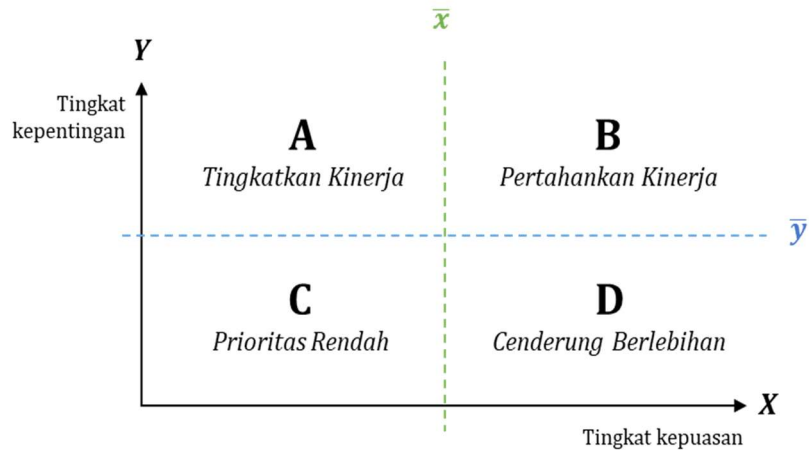 x̅
Y
Tingkat
kepentingan
A
Tingkatkan Kinerja
B
Pertahankan Kinerja
y̅
C
Prioritas Rendah
D
Cenderung Berlebihan
X
Tingkat kepuasan